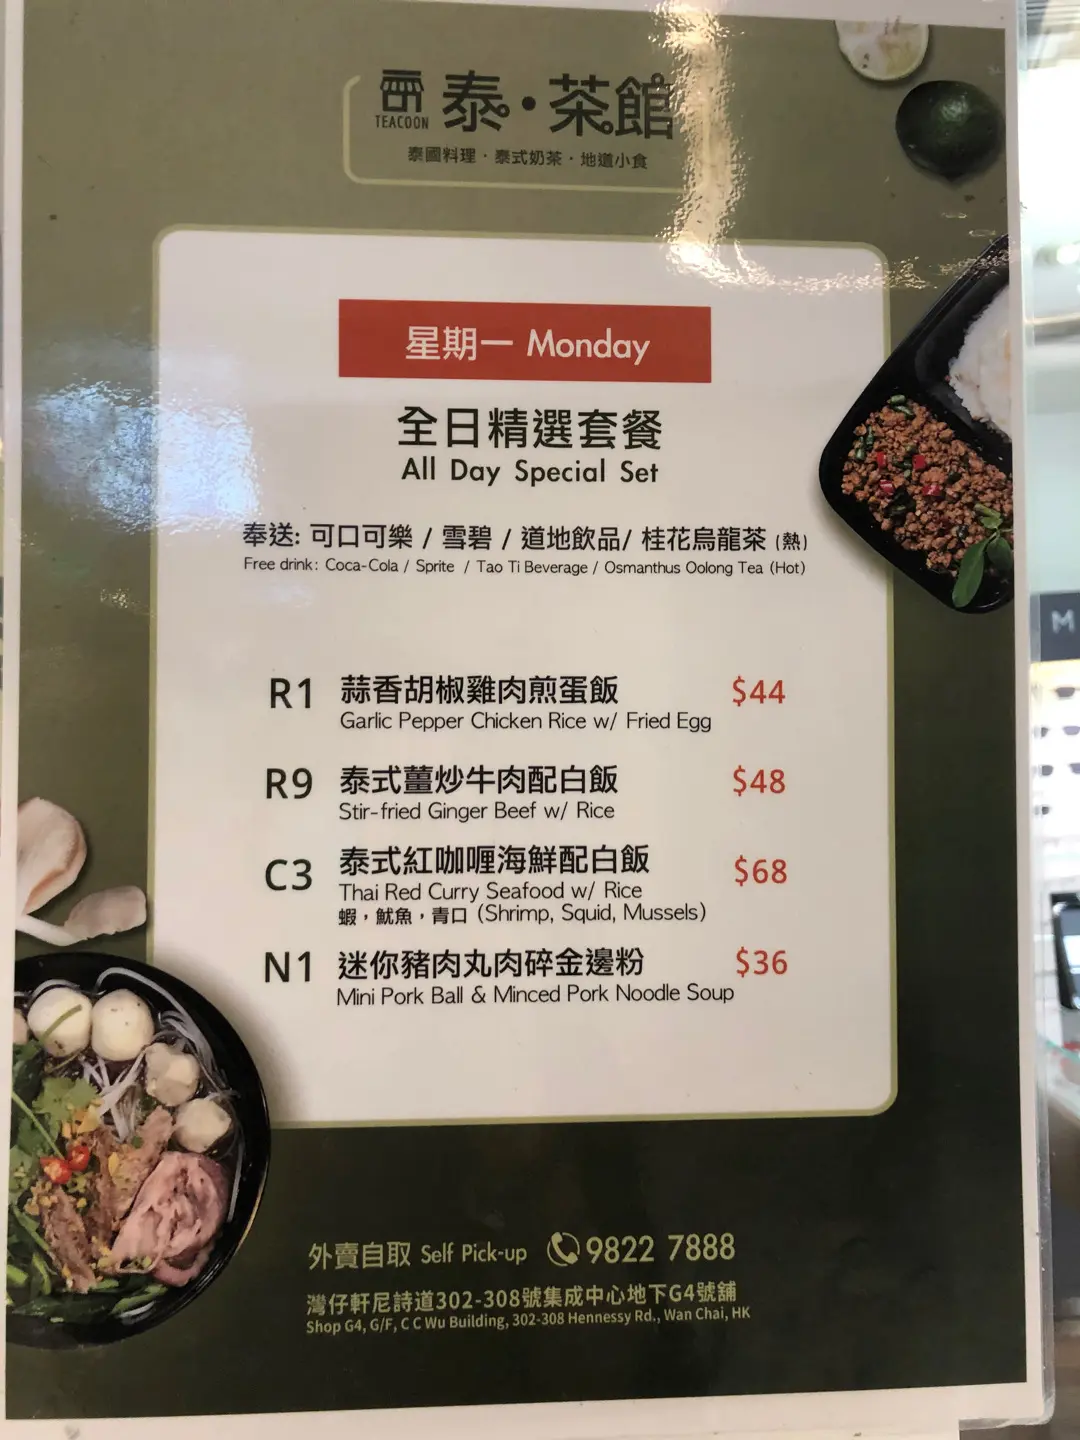 TEACOON
泰·茶館
泰國料理·泰式奶茶·地道小食
星期一 Monday
全日精選套餐
All Day Special Set
奉送: 可口可樂 / 雪碧 / 道地飲品/ 桂花烏龍茶 (熱)
Free drink: Coca-Cola / Sprite / Tao Ti Beverage / Osmanthus Oolong Tea (Hot)
R1 蒜香胡椒雞肉煎蛋飯 $44
Garlic Pepper Chicken Rice w/ Fried Egg
R9 泰式薑炒牛肉配白飯 $48
Stir-fried Ginger Beef w/ Rice
C3 泰式紅咖喱海鮮配白飯 $68
Thai Red Curry Seafood w/ Rice
蝦，魷魚，青口 (Shrimp, Squid, Mussels)
N1 迷你豬肉丸肉碎金邊粉 $36
Mini Pork Ball & Minced Pork Noodle Soup
外賣自取 Self Pick-up 9822 7888
灣仔軒尼詩道302-308號集成中心地下G4號舖
Shop G4, G/F, C C Wu Building, 302-308 Hennessy Rd., Wan Chai, HK
M